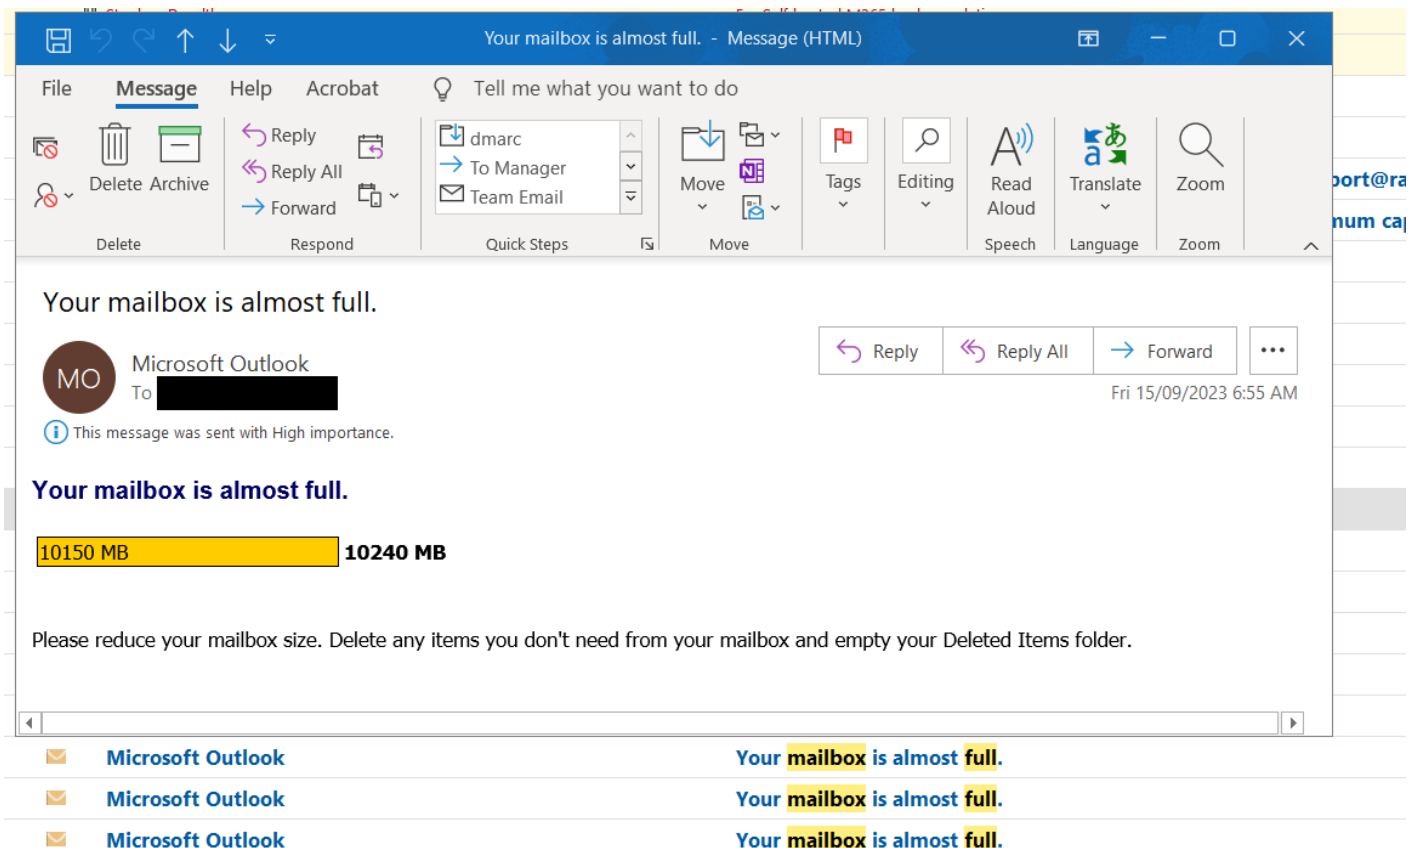 Your mailbox is almost full. - Message (HTML)
File Message Help Acrobat Tell me what you want to do
Delete Archive
Reply
Reply All
Forward
dmarc
To Manager
Team Email
Move
Tags
Editing
Read Aloud
Translate
Zoom
Delete Respond Quick Steps Move Speech Language Zoom
Your mailbox is almost full.
MO
Microsoft Outlook
To
Reply Reply All Forward
Fri 15/09/2023 6:55 AM
This message was sent with High importance.
Your mailbox is almost full.
10150 MB 10240 MB
Please reduce your mailbox size. Delete any items you don't need from your mailbox and empty your Deleted Items folder.
Microsoft Outlook Your mailbox is almost full.
Microsoft Outlook Your mailbox is almost full.
Microsoft Outlook Your mailbox is almost full.